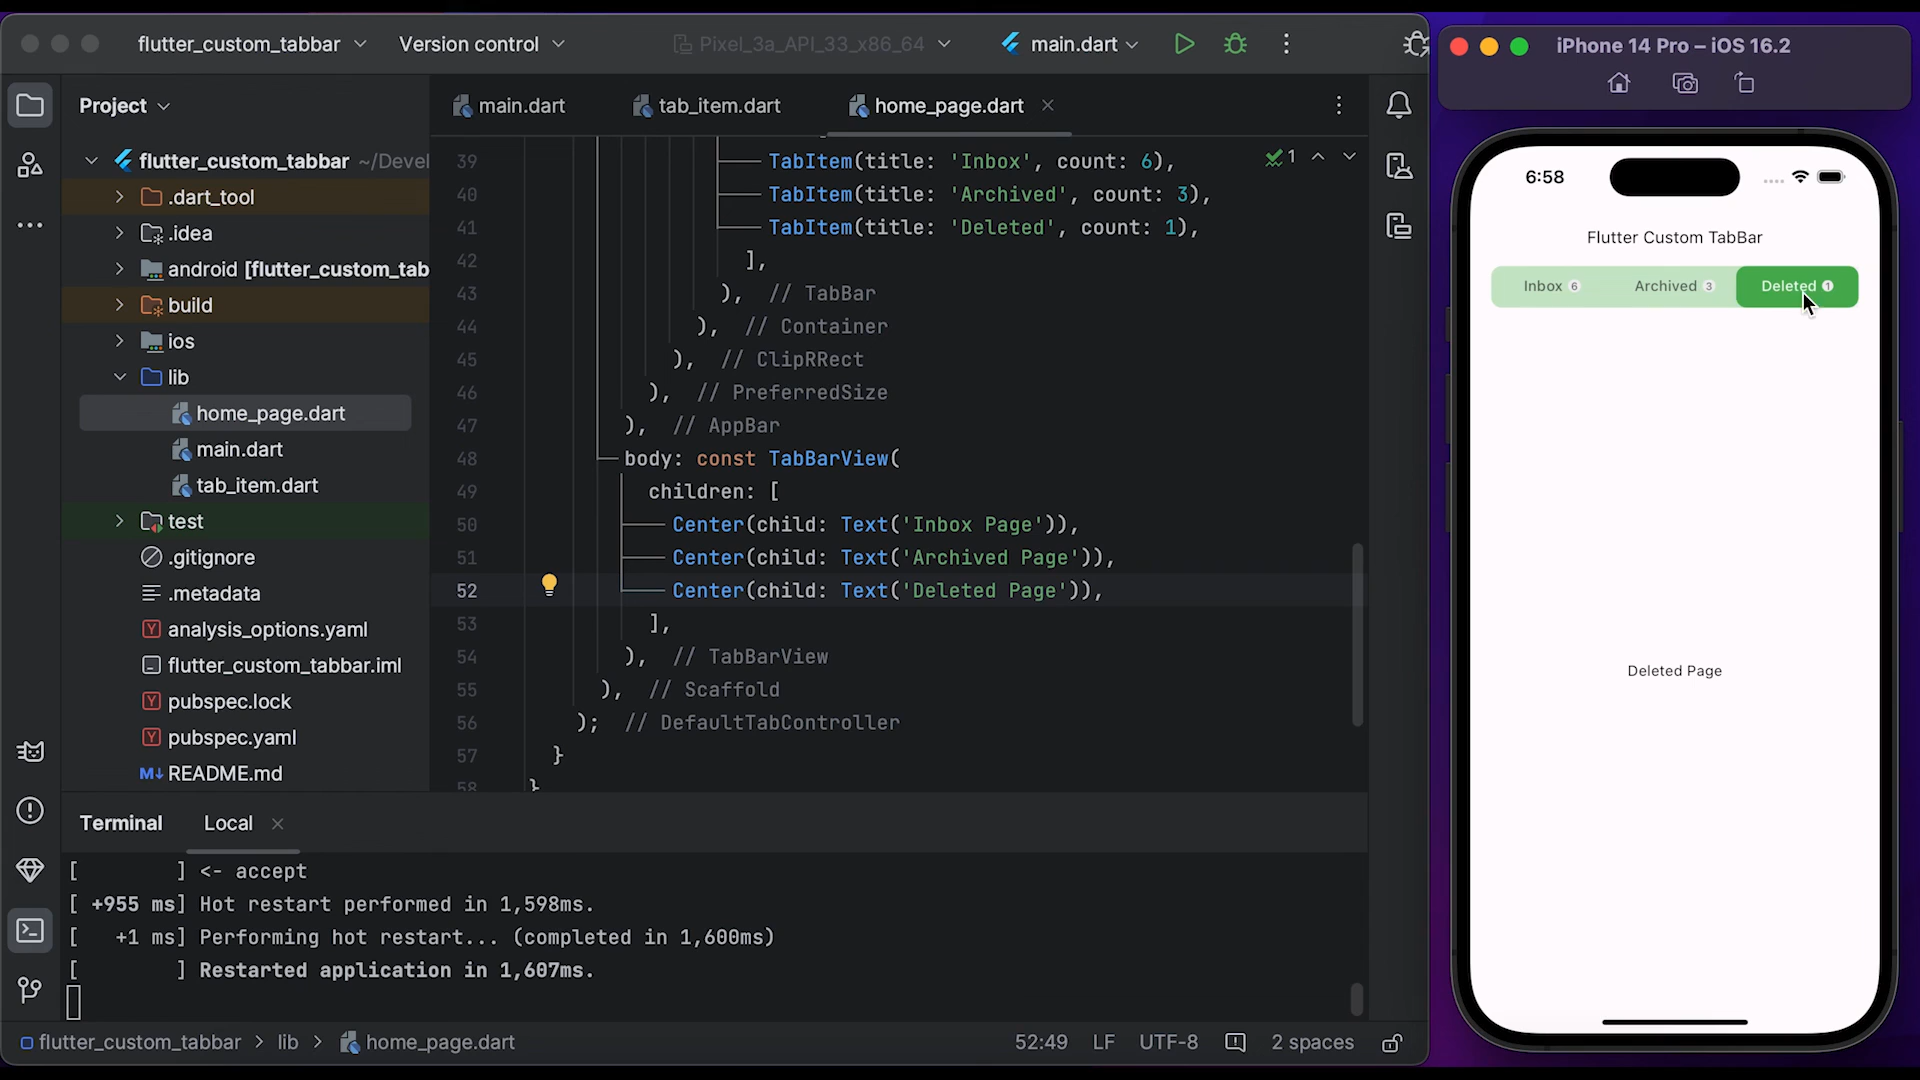 flutter_custom_tabbar
Version control
Pixel_3a_API_33_x86_64
main.dart
Project
main.dart
tab_item.dart
home_page.dart
flutter_custom_tabbar ~/Devel
.dart_tool
.idea
android [flutter_custom_tab
build
ios
lib
home_page.dart
main.dart
tab_item.dart
test
.gitignore
.metadata
analysis_options.yaml
flutter_custom_tabbar.iml
pubspec.lock
pubspec.yaml
M↓ README.md
39 TabItem(title: 'Inbox', count: 6),
1
40 TabItem(title: 'Archived', count: 3),
41 TabItem(title: 'Deleted', count: 1),
42 ],
43 ), // TabBar
44 ), // Container
45 ), // ClipRRect
46 ), // PreferredSize
47 ), // AppBar
48 body: const TabBarView(
49 children: [
50 Center(child: Text('Inbox Page')),
51 Center(child: Text('Archived Page')),
52 Center(child: Text('Deleted Page')),
53 ],
54 ), // TabBarView
55 ), // Scaffold
56 ); // DefaultTabController
57 }
58 }
Terminal
Local
[ ] <- accept
[ +955 ms] Hot restart performed in 1,598ms.
[ +1 ms] Performing hot restart... (completed in 1,600ms)
[ ] Restarted application in 1,607ms.
flutter_custom_tabbar > lib > home_page.dart
52:49
LF
UTF-8
2 spaces
iPhone 14 Pro – iOS 16.2
6:58
Flutter Custom TabBar
Inbox 6
Archived 3
Deleted 1
Deleted Page